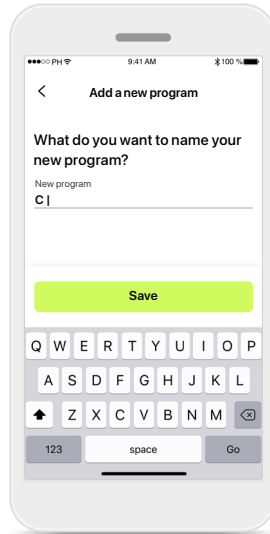 PH 9:41 AM 100 %
Add a new program
What do you want to name your
new program?
New program
C |
Save
Q W E R T Y U I O P
A S D F G H J K L
Z X C V B N M
123 space Go